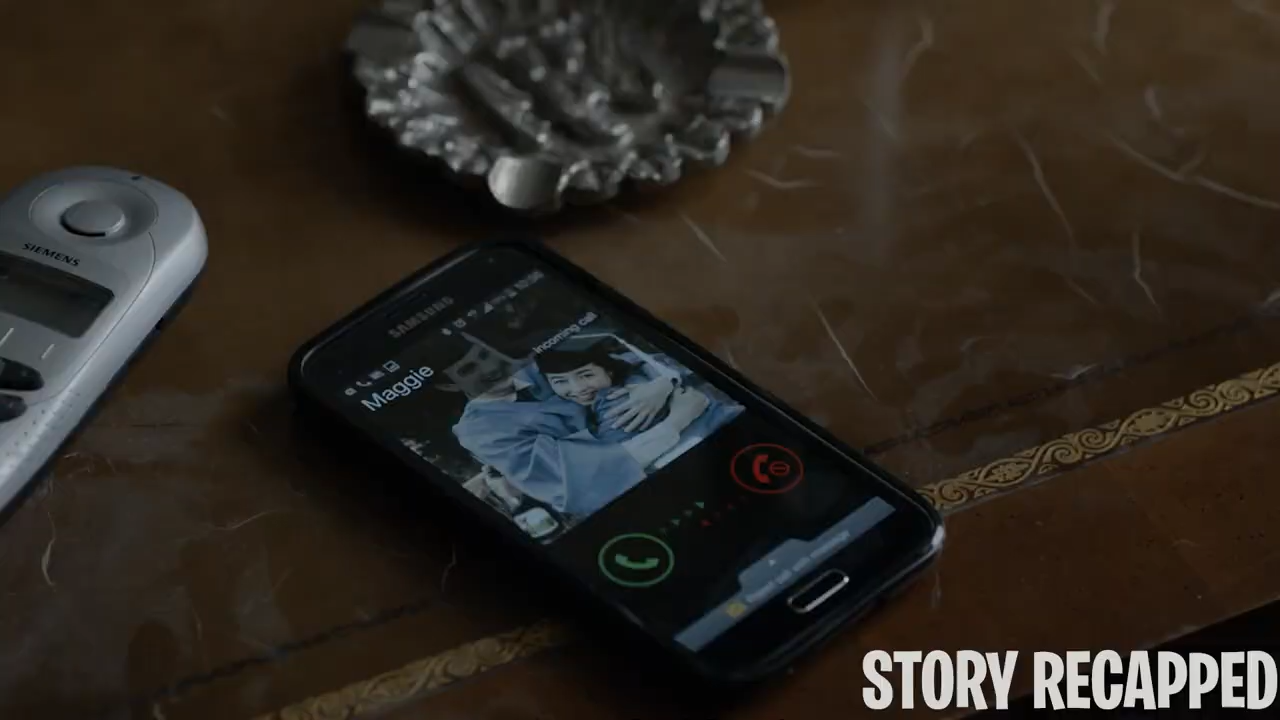 SIEMENS
SAMSUNG
Incoming call
Maggie
STORY RECAPPED